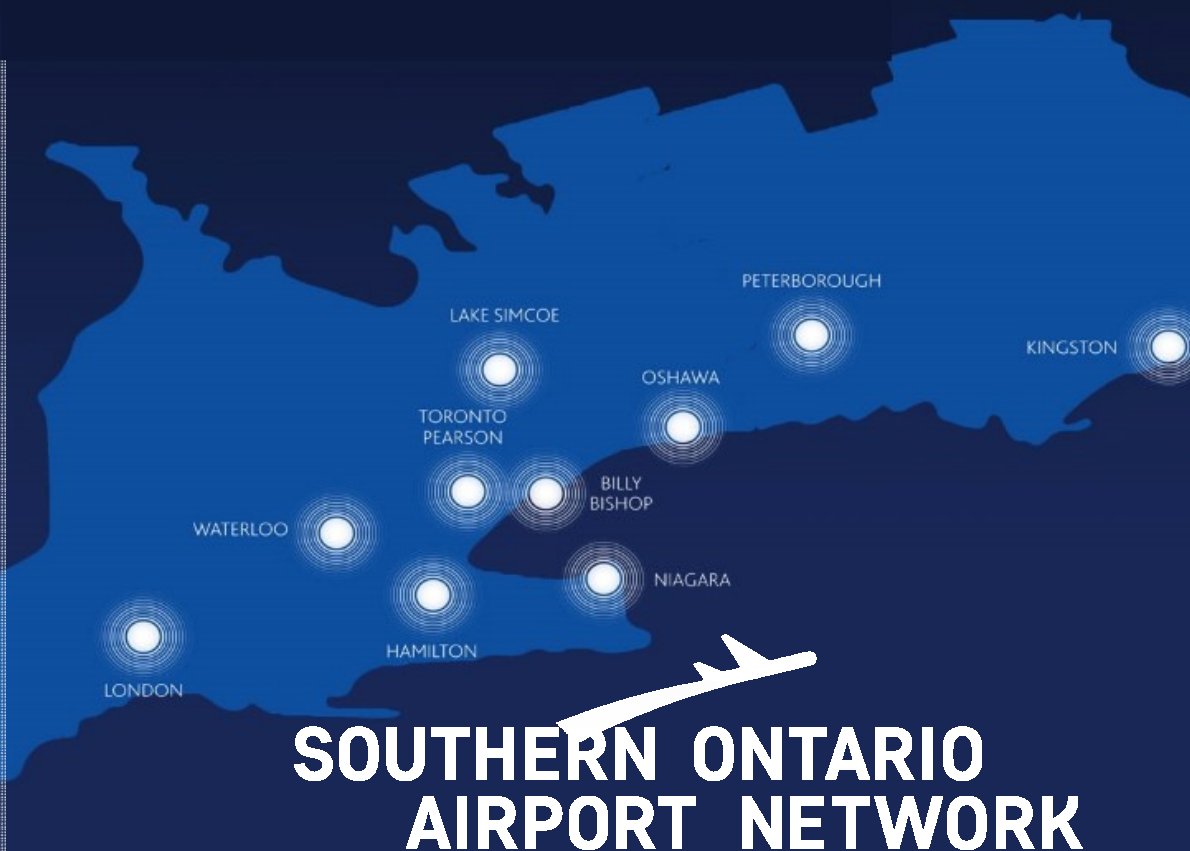 PETERBOROUGH
LAKE SIMCOE
KINGSTON
OSHAWA
TORONTO
PEARSON
BILLY
BISHOP
WATERLOO
NIAGARA
HAMILTON
LONDON
SOUTHERN ONTARIO
AIRPORT NETWORK